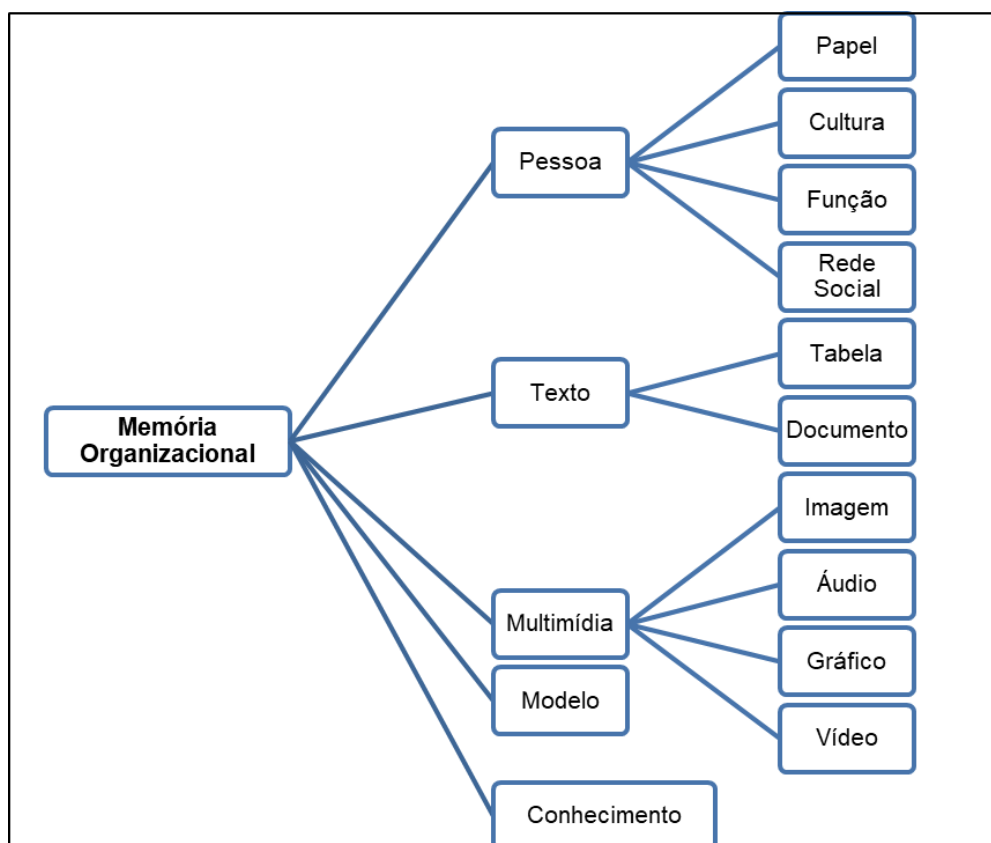 Memória
Organizacional
Pessoa
Papel
Cultura
Função
Rede
Social
Texto
Tabela
Documento
Multimídia
Imagem
Áudio
Gráfico
Vídeo
Modelo
Conhecimento